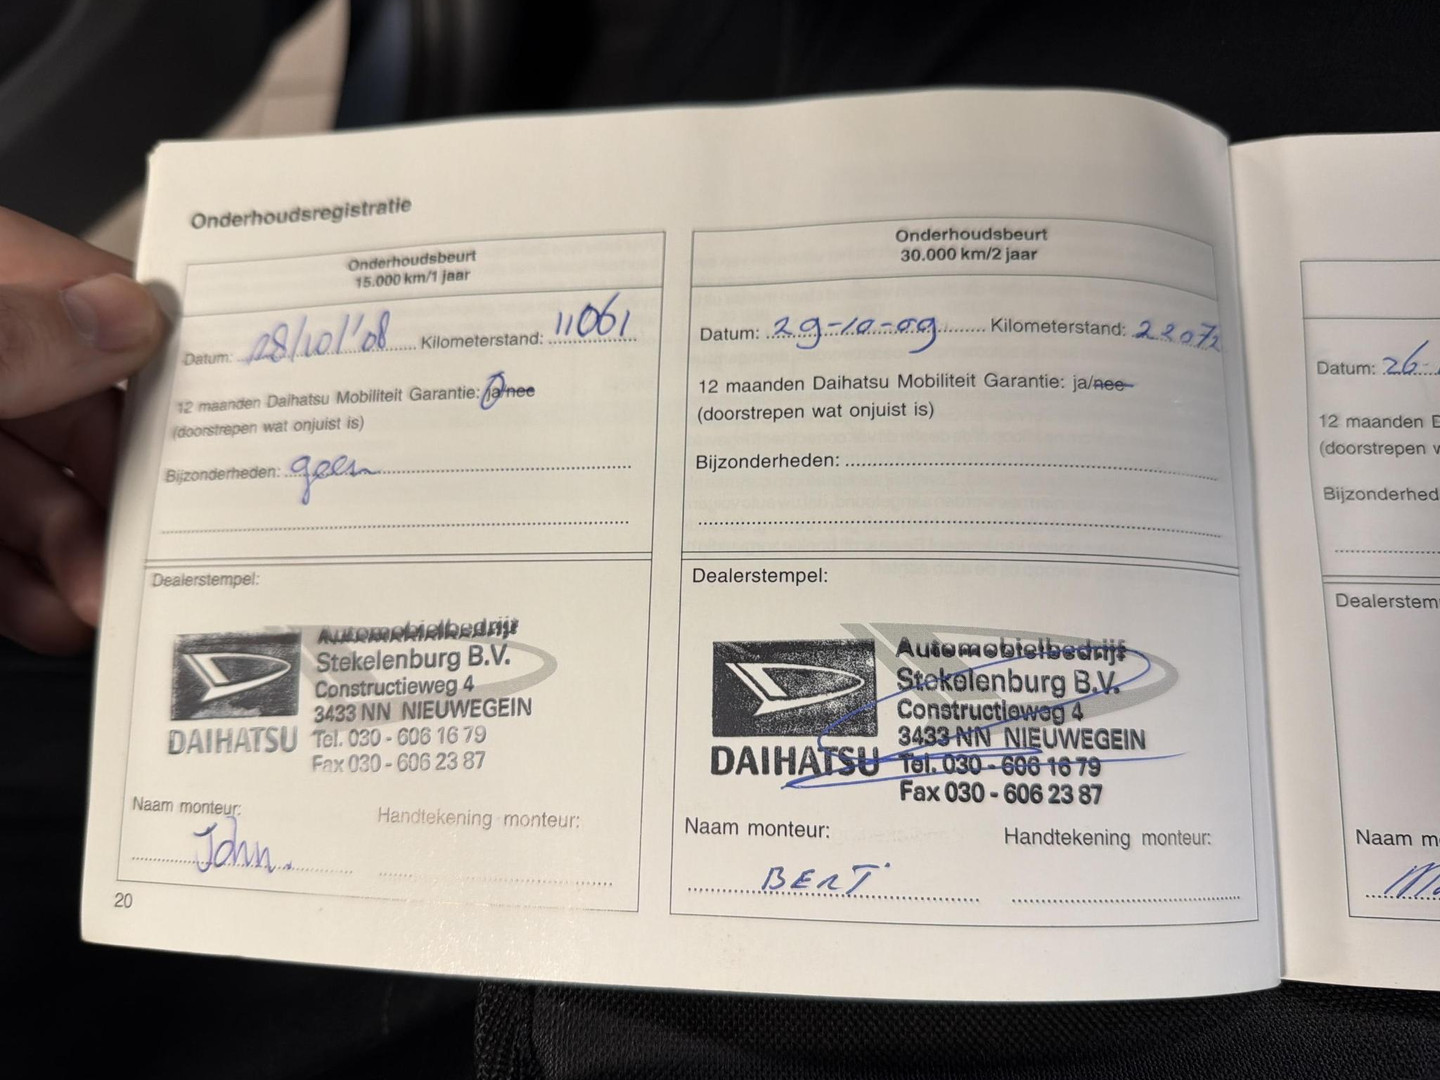 Onderhoudsregistratie
Onderhoudsbeurt
15.000 km/1 jaar
Datum: 28/10/'08 Kilometerstand: 11061
12 maanden Daihatsu Mobiliteit Garantie: ja/nee
(doorstrepen wat onjuist is)
Bijzonderheden: geen
Dealerstempel:
DAIHATSU
Automobielbedrijf
Stekelenburg B.V.
Constructieweg 4
3433 NN NIEUWEGEIN
Tel. 030 - 606 16 79
Fax 030 - 606 23 87
Naam monteur: Handtekening monteur:
John.
20
Onderhoudsbeurt
30.000 km/2 jaar
Datum: 29-10-09 Kilometerstand: 22072
12 maanden Daihatsu Mobiliteit Garantie: ja/nee
(doorstrepen wat onjuist is)
Bijzonderheden:
Dealerstempel:
DAIHATSU
Automobielbedrijf
Stekelenburg B.V.
Constructieweg 4
3433 NN NIEUWEGEIN
Tel. 030 - 606 16 79
Fax 030 - 606 23 87
Naam monteur: Handtekening monteur:
BERT
Datum: 26-
12 maanden
(doorstrepen
Bijzonderhed
Dealerstem
Naam m